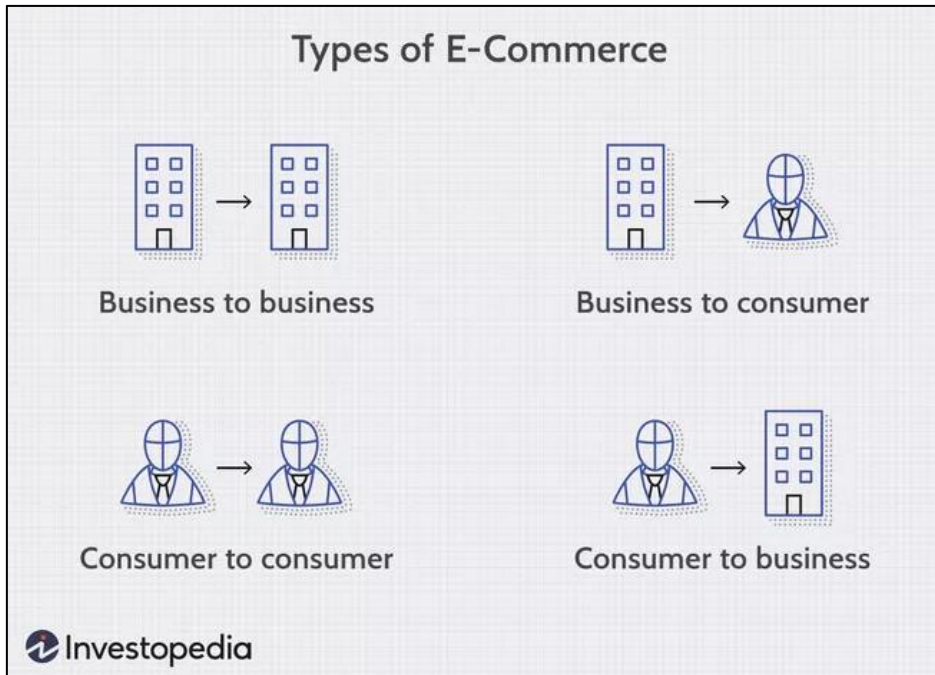 Types of E-Commerce
Business to business
Business to consumer
Consumer to consumer
Consumer to business
Investopedia